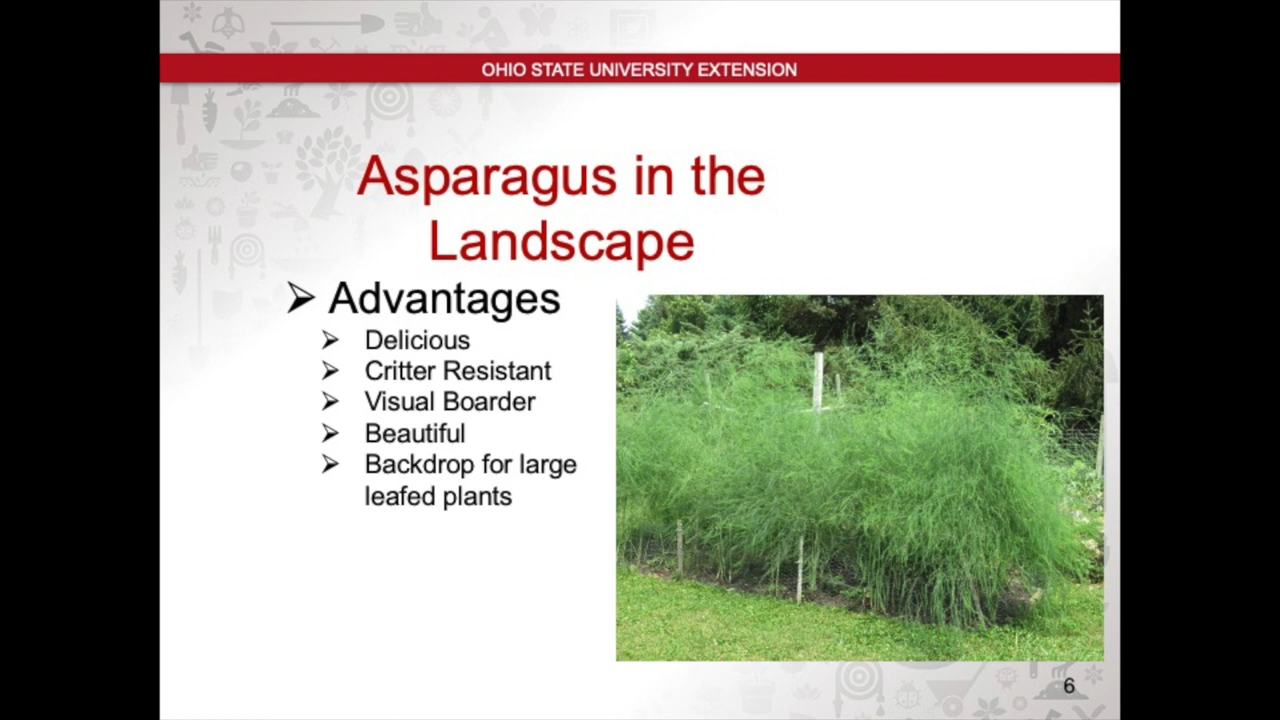 OHIO STATE UNIVERSITY EXTENSION
Asparagus in the
Landscape
➢ Advantages
➢ Delicious
➢ Critter Resistant
➢ Visual Boarder
➢ Beautiful
➢ Backdrop for large
leafed plants
6